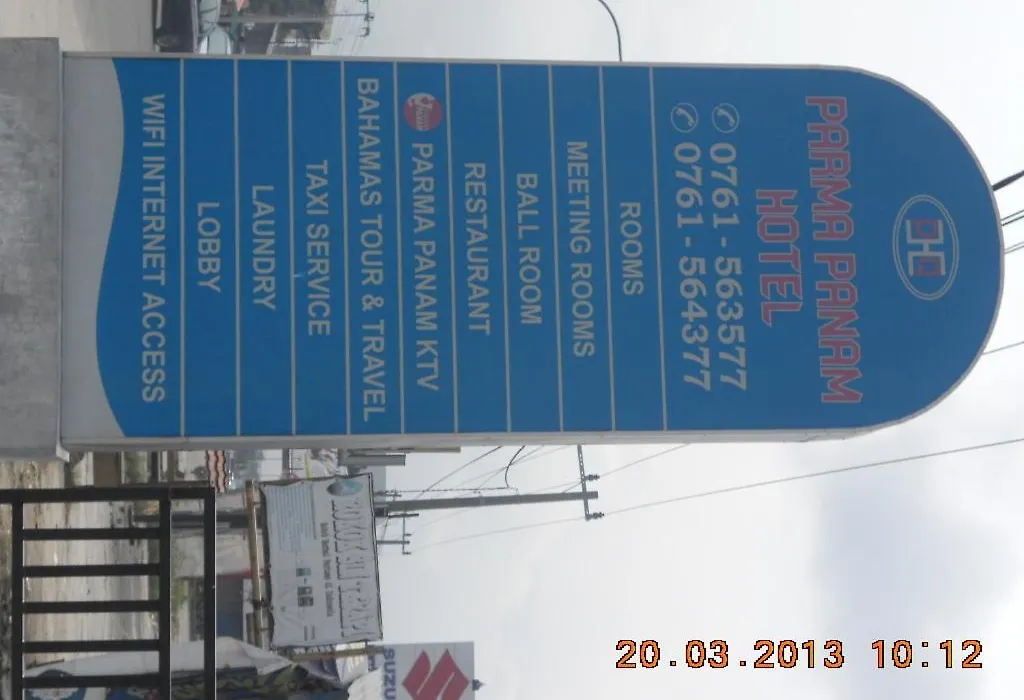 PARMA PANAM
HOTEL
0761 - 563577
0761 - 564377
ROOMS
MEETING ROOMS
BALL ROOM
RESTAURANT
PARMA PANAM KTV
BAHAMAS TOUR & TRAVEL
TAXI SERVICE
LAUNDRY
LOBBY
WIFI INTERNET ACCESS
SUZUKI
20.03.2013 10:12